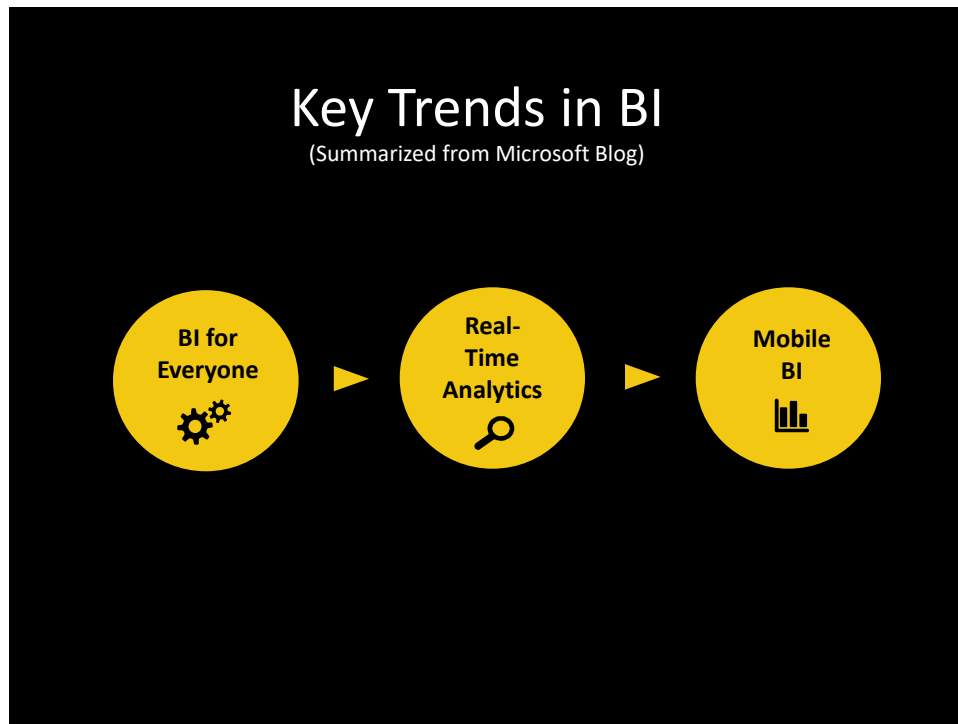 Key Trends in BI
(Summarized from Microsoft Blog)
BI for
Everyone
Real-
Time
Analytics
Mobile
BI